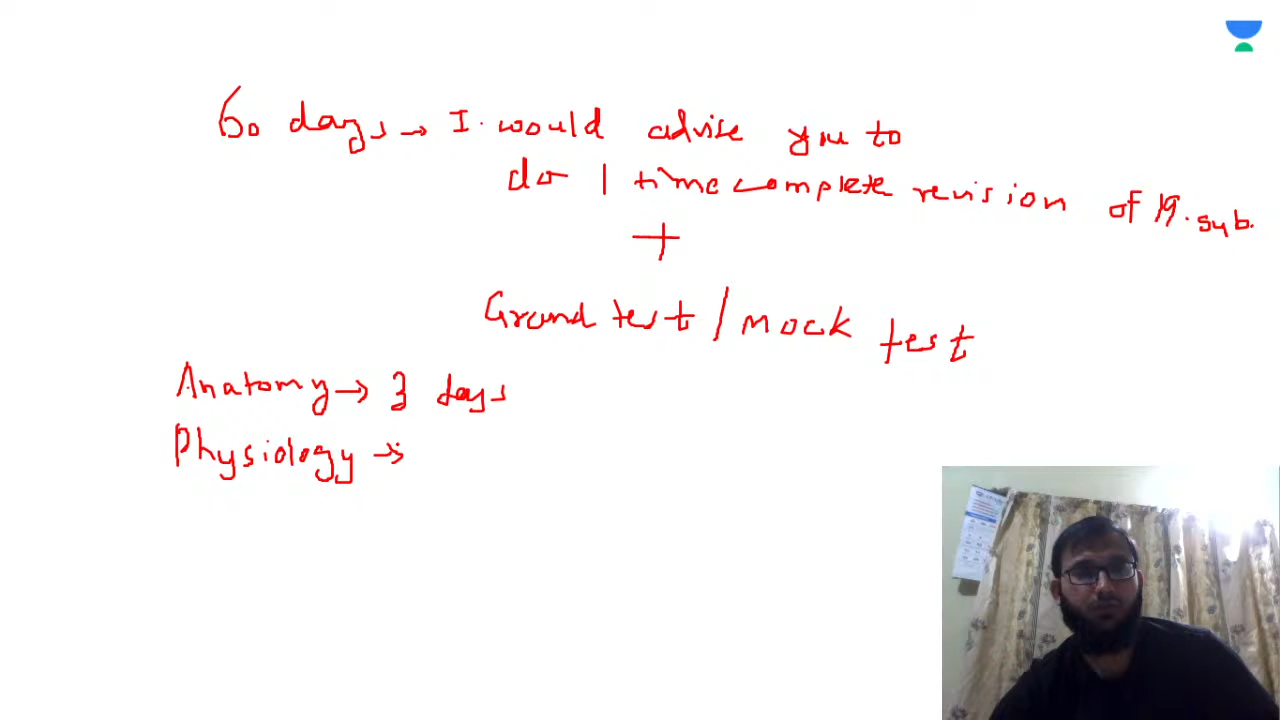 60 days → I would advise you to
do 1 time complete revision of 19 sub.
+
Grand test / mock test
Anatomy → 3 days
Physiology →